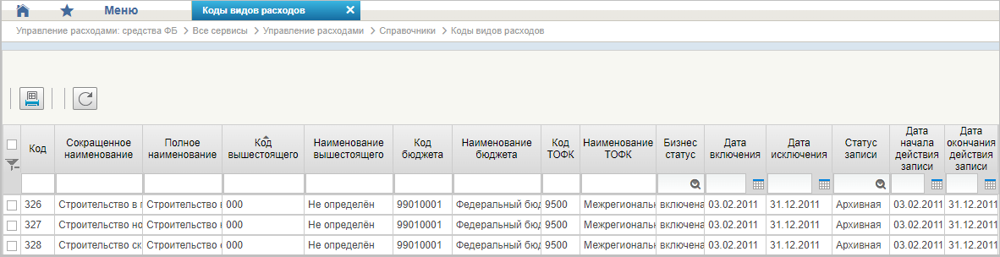 Меню Коды видов расходов
Управление расходами: средства ФБ > Все сервисы > Управление расходами > Справочники > Коды видов расходов
Код Сокращенное наименование Полное наименование Код вышестоящего Наименование вышестоящего Код бюджета Наименование бюджета Код ТОФК Наименование ТОФК Бизнес статус Дата включения Дата исключения Статус записи Дата начала действия записи Дата окончания действия записи
326 Строительство в Строительство 000 Не определён 99010001 Федеральный бюд 9500 Межрегиональн включена 03.02.2011 31.12.2011 Архивная 03.02.2011 31.12.2011
327 Строительство но Строительство 000 Не определён 99010001 Федеральный бюд 9500 Межрегиональн включена 03.02.2011 31.12.2011 Архивная 03.02.2011 31.12.2011
328 Строительство ск Строительство 000 Не определён 99010001 Федеральный бюд 9500 Межрегиональн включена 03.02.2011 31.12.2011 Архивная 03.02.2011 31.12.2011